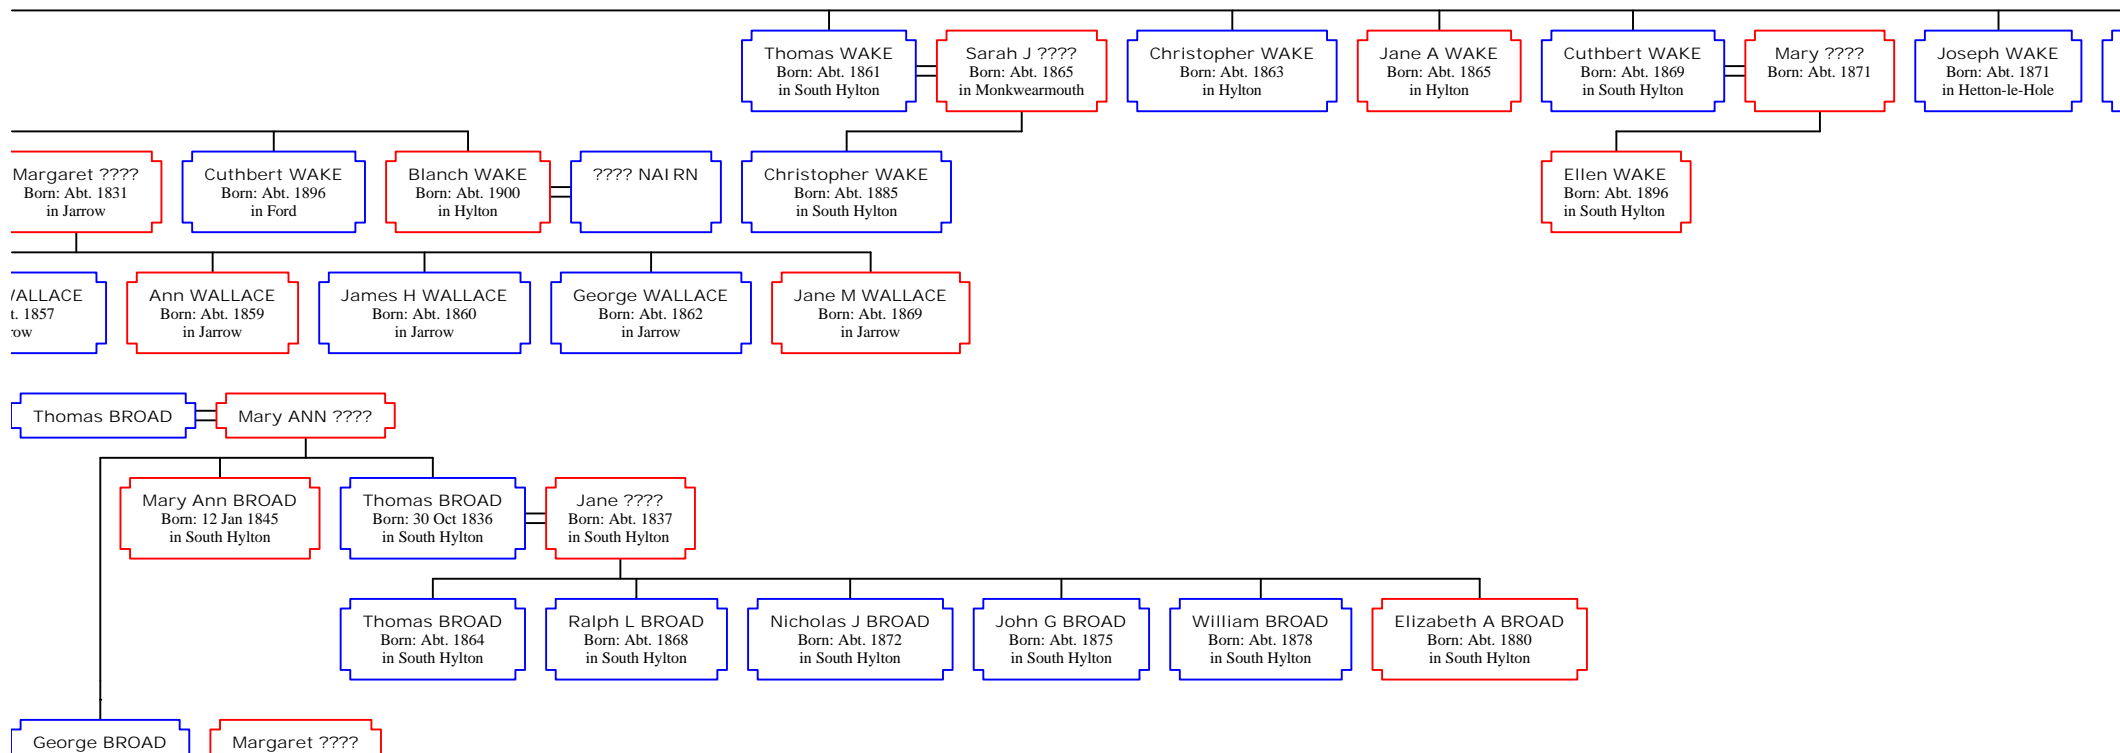 Thomas WAKE
Born: Abt. 1861
in South Hylton
Sarah J ????
Born: Abt. 1865
in Monkwearmouth
Christopher WAKE
Born: Abt. 1863
in Hylton
Jane A WAKE
Born: Abt. 1865
in Hylton
Cuthbert WAKE
Born: Abt. 1869
in South Hylton
Mary ????
Born: Abt. 1871
Joseph WAKE
Born: Abt. 1871
in Hetton-le-Hole
Margaret ????
Born: Abt. 1831
in Jarrow
Cuthbert WAKE
Born: Abt. 1896
in Ford
Blanch WAKE
Born: Abt. 1900
in Hylton
???? NAIRN
Christopher WAKE
Born: Abt. 1885
in South Hylton
Ellen WAKE
Born: Abt. 1896
in South Hylton
1857
Ann WALLACE
Born: Abt. 1859
in Jarrow
James H WALLACE
Born: Abt. 1860
in Jarrow
George WALLACE
Born: Abt. 1862
in Jarrow
Jane M WALLACE
Born: Abt. 1869
in Jarrow
Thomas BROAD
Mary ANN ????
Mary Ann BROAD
Born: 12 Jan 1845
in South Hylton
Thomas BROAD
Born: 30 Oct 1836
in South Hylton
Jane ????
Born: Abt. 1837
in South Hylton
Thomas BROAD
Born: Abt. 1864
in South Hylton
Ralph L BROAD
Born: Abt. 1868
in South Hylton
Nicholas J BROAD
Born: Abt. 1872
in South Hylton
John G BROAD
Born: Abt. 1875
in South Hylton
William BROAD
Born: Abt. 1878
in South Hylton
Elizabeth A BROAD
Born: Abt. 1880
in South Hylton
George BROAD
Margaret ????